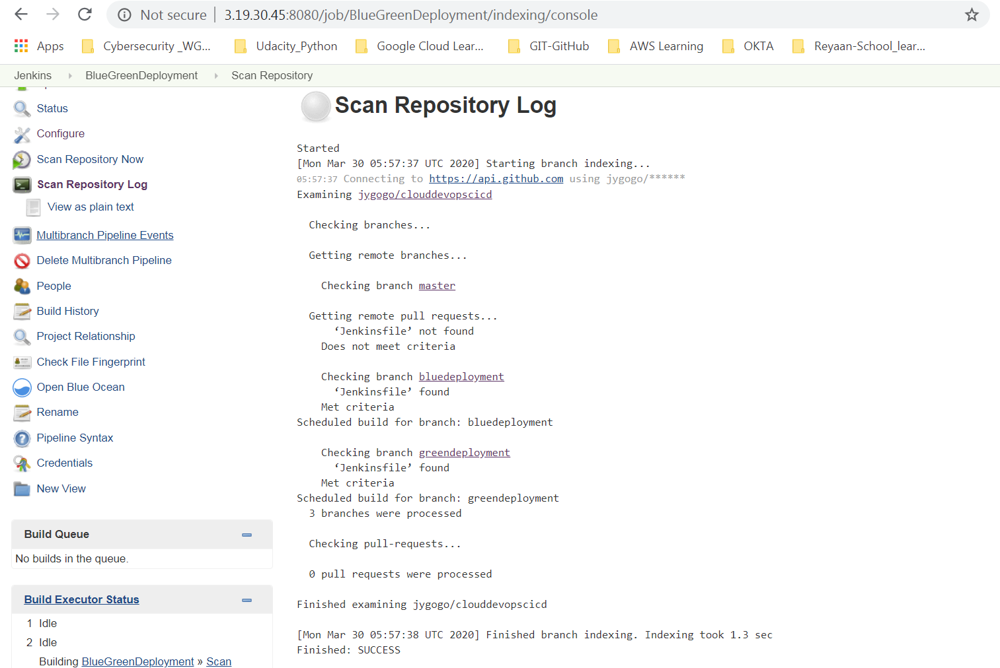 Not secure | 3.19.30.45:8080/job/BlueGreenDeployment/indexing/console
Apps Cybersecurity _WG... Udacity_Python Google Cloud Lear... GIT-GitHub AWS Learning OKTA Reyaan-School_lear...
Jenkins BlueGreenDeployment Scan Repository
Status
Configure
Scan Repository Now
Scan Repository Log
View as plain text
Multibranch Pipeline Events
Delete Multibranch Pipeline
People
Build History
Project Relationship
Check File Fingerprint
Open Blue Ocean
Rename
Pipeline Syntax
Credentials
New View
Build Queue
No builds in the queue.
Build Executor Status
1 Idle
2 Idle
Building BlueGreenDeployment » Scan
Scan Repository Log
Started
[Mon Mar 30 05:57:37 UTC 2020] Starting branch indexing...
05:57:37 Connecting to https://api.github.com using jygogo/******
Examining jygogo/clouddevopscicd
Checking branches...
Getting remote branches...
Checking branch master
Getting remote pull requests...
‘Jenkinsfile’ not found
Does not meet criteria
Checking branch bluedeployment
‘Jenkinsfile’ found
Met criteria
Scheduled build for branch: bluedeployment
Checking branch greendeployment
‘Jenkinsfile’ found
Met criteria
Scheduled build for branch: greendeployment
3 branches were processed
Checking pull-requests...
0 pull requests were processed
Finished examining jygogo/clouddevopscicd
[Mon Mar 30 05:57:38 UTC 2020] Finished branch indexing. Indexing took 1.3 sec
Finished: SUCCESS